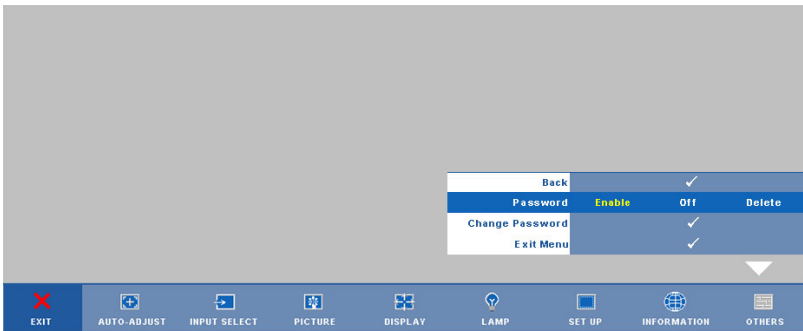 Back
Password Enable Off Delete
Change Password
Exit Menu
EXIT AUTO-ADJUST INPUT SELECT PICTURE DISPLAY LAMP SET UP INFORMATION OTHERS